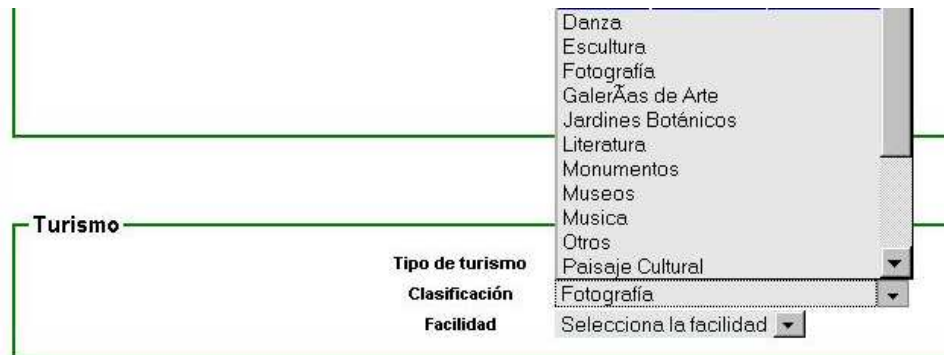 Danza
Escultura
Fotografía
GalerÃas de Arte
Jardines Botánicos
Literatura
Monumentos
Museos
Musica
Otros
Paisaje Cultural
Turismo
Tipo de turismo
Clasificación Fotografía
Facilidad Selecciona la facilidad